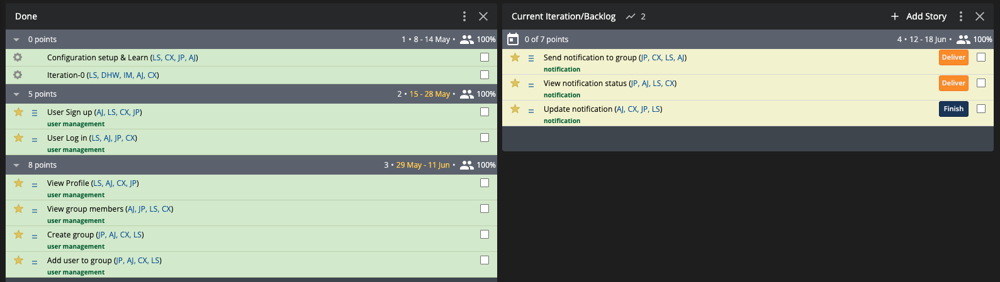 Done
0 points 1 • 8 - 14 May • 100%
Configuration setup & Learn (LS, CX, JP, AJ)
Iteration-0 (LS, DHW, IM, AJ, CX)
5 points 2 • 15 - 28 May • 100%
User Sign up (AJ, LS, CX, JP)
user management
User Log in (LS, AJ, JP, CX)
user management
8 points 3 • 29 May - 11 Jun • 100%
View Profile (LS, AJ, CX, JP)
user management
View group members (AJ, JP, LS, CX)
user management
Create group (JP, AJ, CX, LS)
user management
Add user to group (JP, AJ, CX, LS)
user management
Current Iteration/Backlog 2 + Add Story
0 of 7 points 4 • 12 - 18 Jun • 100%
Send notification to group (JP, CX, LS, AJ) Deliver
notification
View notification status (JP, AJ, LS, CX) Deliver
notification
Update notification (AJ, CX, JP, LS) Finish
notification